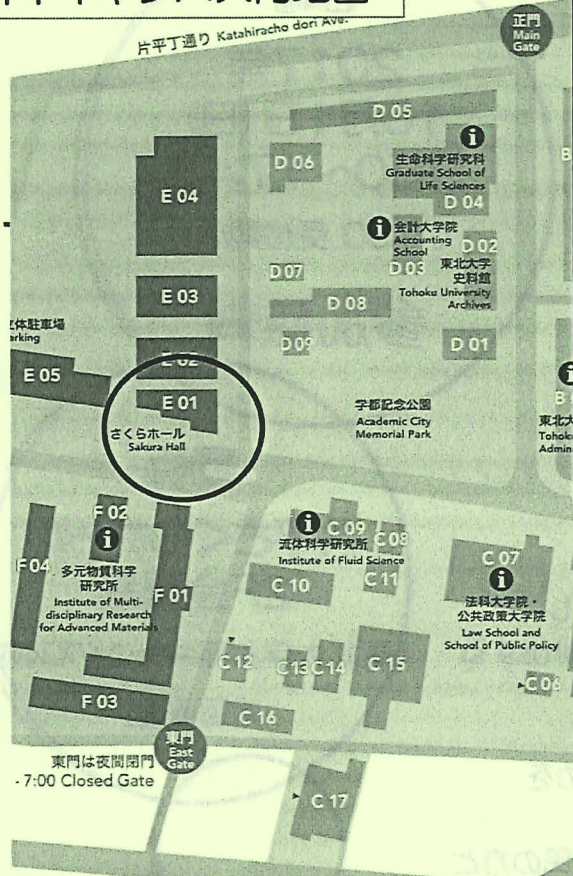 片平丁通り Katahiracho dori Ave.
正門
Main
Gate
D 05
D 06
生命科学研究科
Graduate School of
Life Sciences
D 04
E 04
会計大学院
Accounting
School
D 02
D 03
東北大学
史料館
Tohoku University
Archives
D 07
E 03
D 08
体駐車場
arking
D 09
D 01
E 02
E 05
E 01
さくらホール
Sakura Hall
学都記念公園
Academic City
Memorial Park
B
東北大
Tohoku
Admin
F 02
F 04
多元物質科学
研究所
Institute of Multi-
disciplinary Research
for Advanced Materials
F 01
C 09
C 08
流体科学研究所
Institute of Fluid Science
C 10
C 11
C 07
法科大学院・
公共政策大学院
Law School and
School of Public Policy
C 12
C 13
C 14
C 15
C 06
F 03
C 16
東門
East
Gate
東門は夜間閉門
- 7:00 Closed Gate
C 17